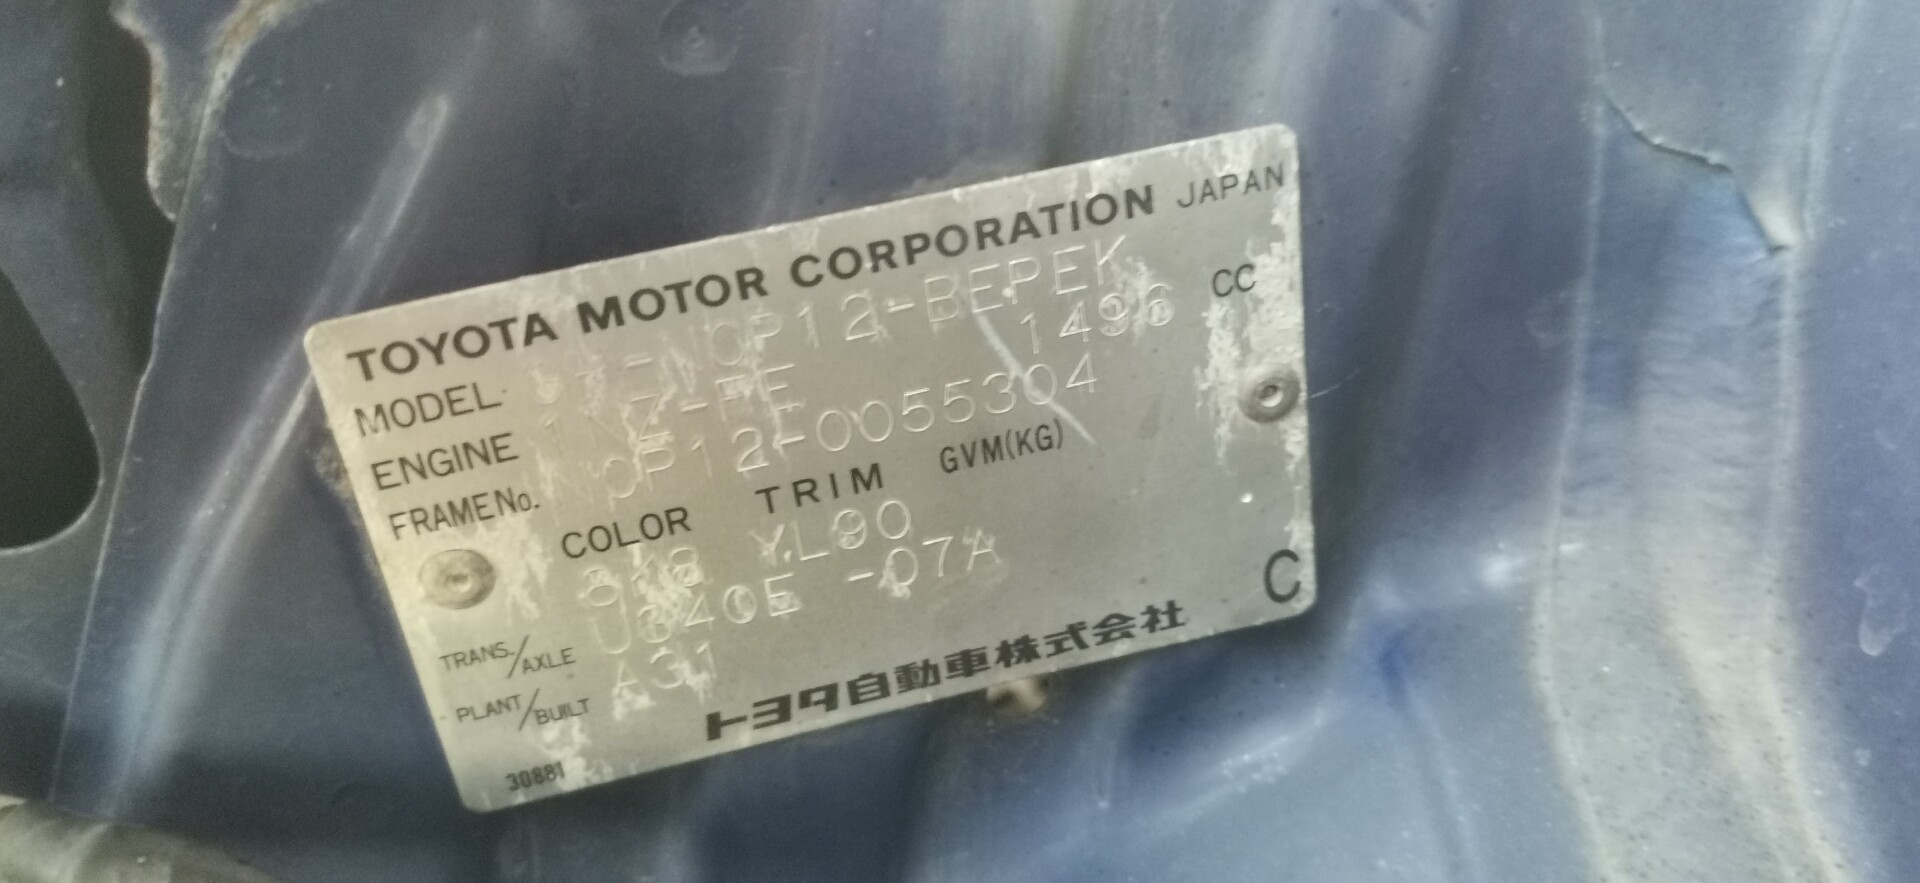 TOYOTA MOTOR CORPORATION JAPAN
MODEL -NCP12-BEPEK
ENGINE 1NZ-FE 1496 CC
FRAME No. NCP12-0055304
COLOR TRIM GVM(KG)
8K8 YL90
TRANS./AXLE U340E -07A
PLANT/BUILT A31
トヨタ自動車株式会社 C
30881